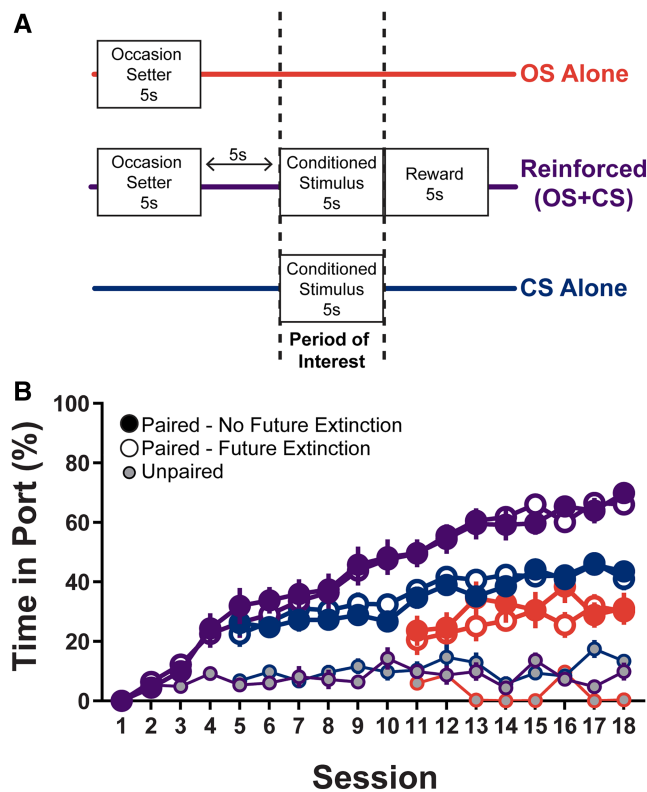 A
Occasion
Setter
5s
OS Alone
Occasion
Setter
5s
5s
Conditioned
Stimulus
5s
Reward
5s
Reinforced
(OS+CS)
Conditioned
Stimulus
5s
CS Alone
Period of
Interest
B
Time in Port (%)
100
80
60
40
20
0
Paired - No Future Extinction
Paired - Future Extinction
Unpaired
1 2 3 4 5 6 7 8 9 10 11 12 13 14 15 16 17 18
Session